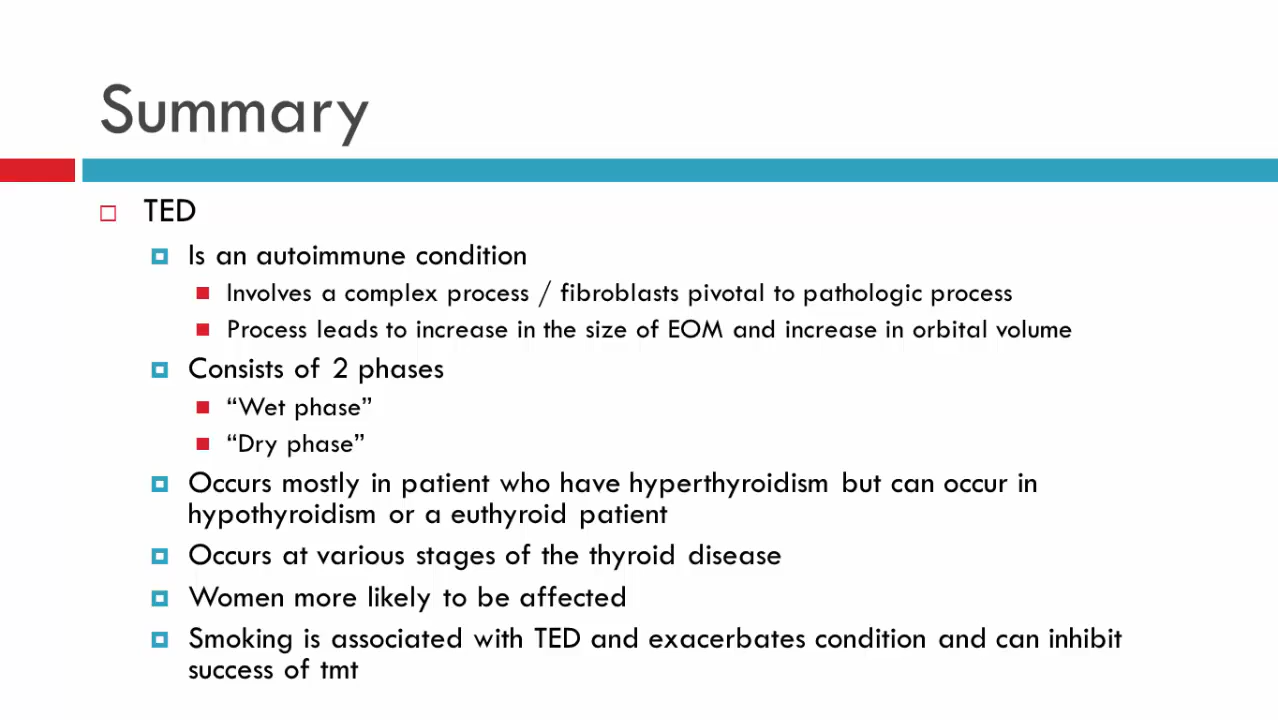 Summary
TED
Is an autoimmune condition
Involves a complex process / fibroblasts pivotal to pathologic process
Process leads to increase in the size of EOM and increase in orbital volume
Consists of 2 phases
“Wet phase”
“Dry phase”
Occurs mostly in patient who have hyperthyroidism but can occur in
hypothyroidism or a euthyroid patient
Occurs at various stages of the thyroid disease
Women more likely to be affected
Smoking is associated with TED and exacerbates condition and can inhibit
success of tmt